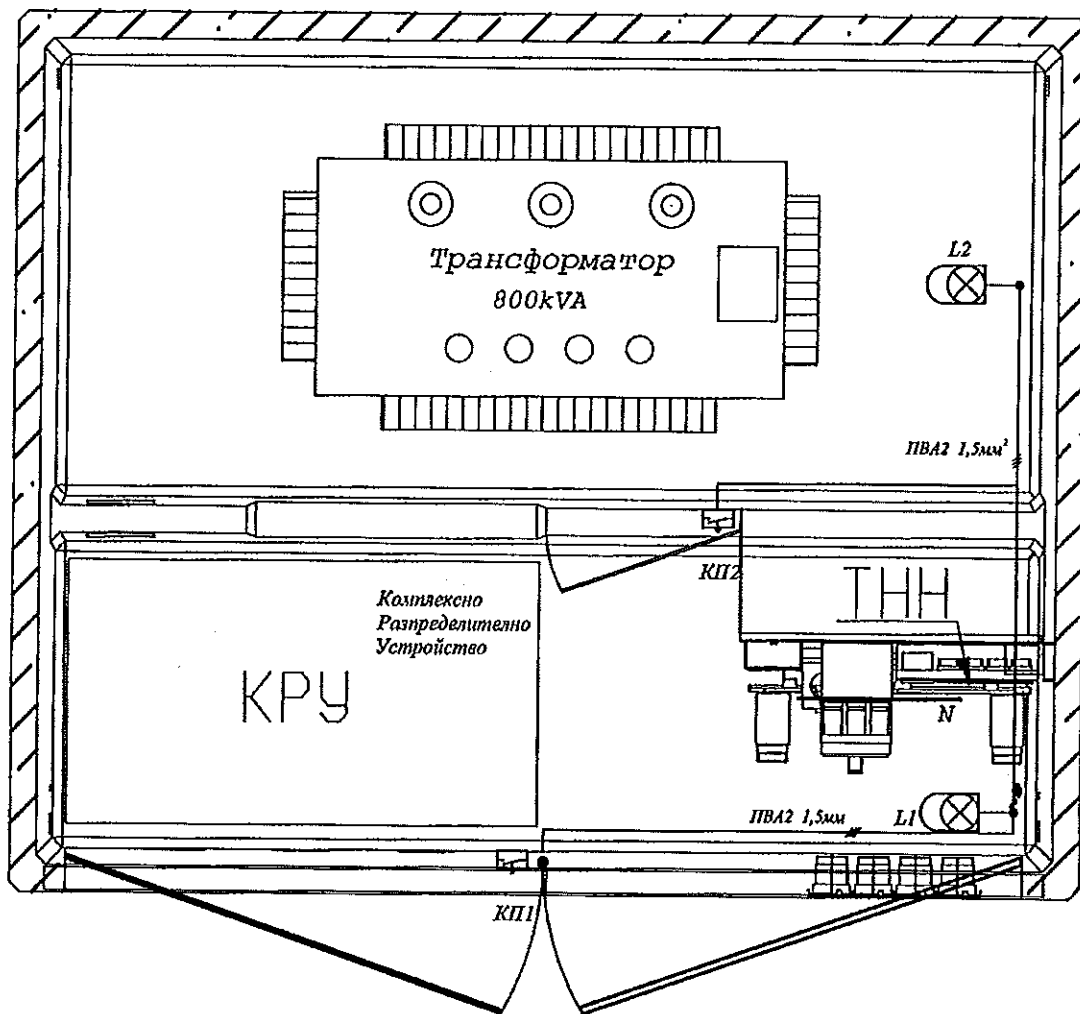 L2
Трансформатор
800kVA
ПВА2 1,5мм²
КП2
ТНН
Комплексно
Разпределително
Устройство
КРУ
N
ПВА2 1,5мм
L1
КП1